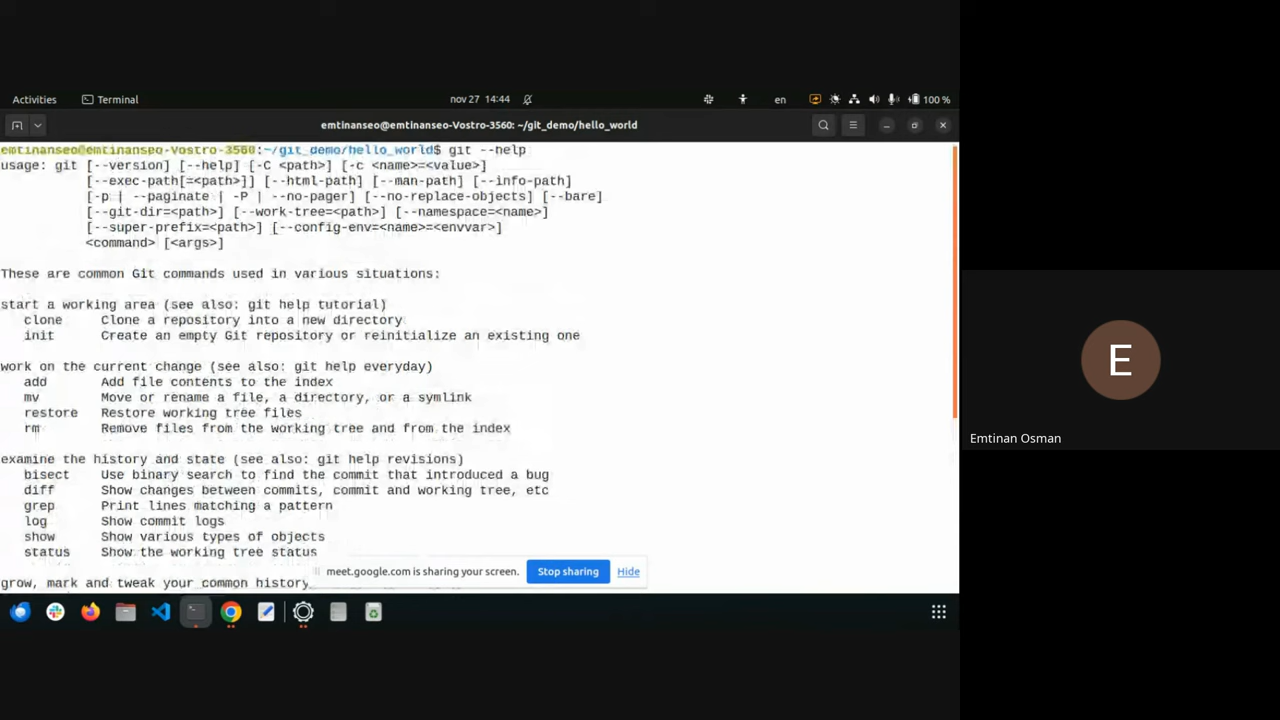 Activities Terminal nov 27 14:44 en 100 %
emtinanseo@emtinanseo-Vostro-3560: ~/git_demo/hello_world
emtinanseo@emtinanseo-Vostro-3560:~/git_demo/hello_world$ git --help
usage: git [--version] [--help] [-C <path>] [-c <name>=<value>]
[--exec-path[=<path>]] [--html-path] [--man-path] [--info-path]
[-p | --paginate | -P | --no-pager] [--no-replace-objects] [--bare]
[--git-dir=<path>] [--work-tree=<path>] [--namespace=<name>]
[--super-prefix=<path>] [--config-env=<name>=<envvar>]
<command> [<args>]
These are common Git commands used in various situations:
start a working area (see also: git help tutorial)
clone Clone a repository into a new directory
init Create an empty Git repository or reinitialize an existing one
work on the current change (see also: git help everyday)
add Add file contents to the index
mv Move or rename a file, a directory, or a symlink
restore Restore working tree files
rm Remove files from the working tree and from the index
examine the history and state (see also: git help revisions)
bisect Use binary search to find the commit that introduced a bug
diff Show changes between commits, commit and working tree, etc
grep Print lines matching a pattern
log Show commit logs
show Show various types of objects
status Show the working tree status
meet.google.com is sharing your screen. Stop sharing Hide
grow, mark and tweak your common history
E
Emtinan Osman